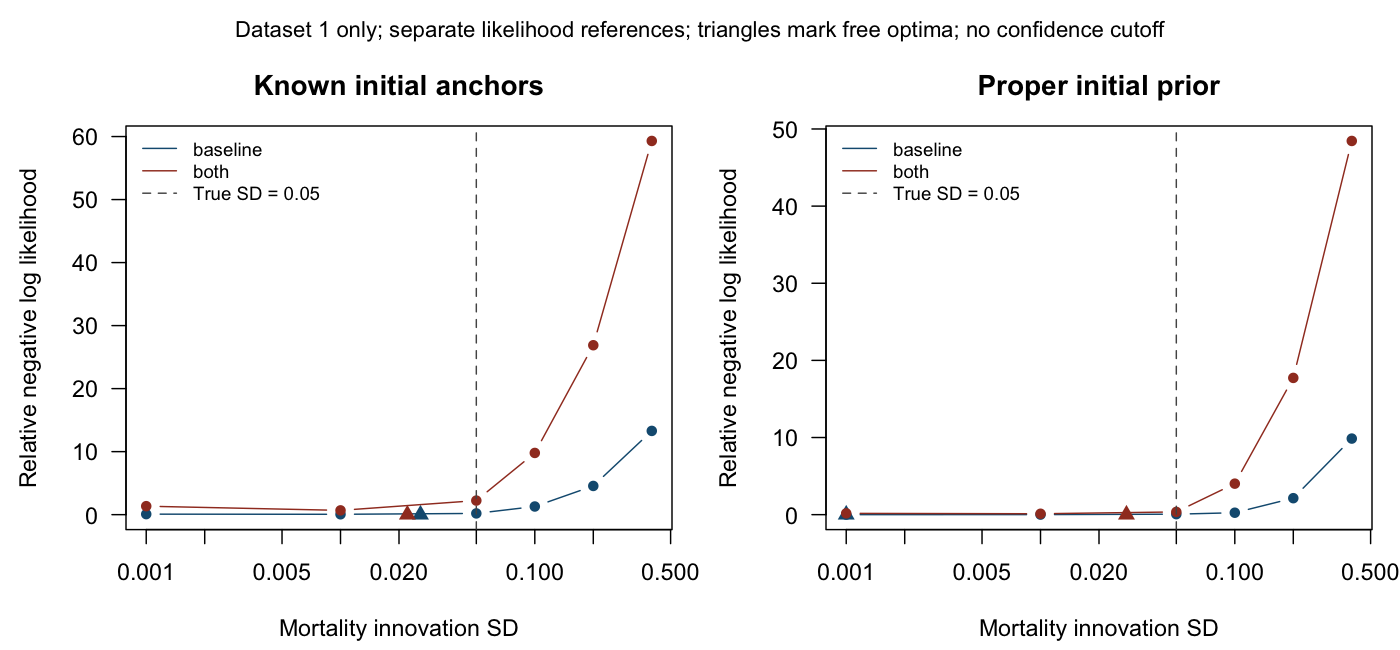 Dataset 1 only; separate likelihood references; triangles mark free optima; no confidence cutoff
Known initial anchors
Relative negative log likelihood
60
50
40
30
20
10
0
baseline
both
True SD = 0.05
0.001
0.005
0.020
0.100
0.500
Mortality innovation SD
Proper initial prior
Relative negative log likelihood
50
40
30
20
10
0
baseline
both
True SD = 0.05
0.001
0.005
0.020
0.100
0.500
Mortality innovation SD